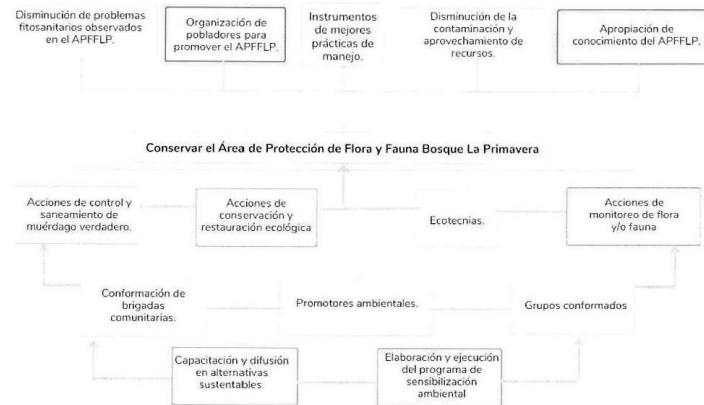 Disminución de problemas
fitosanitarios observados
en el APFFLP.
Organización de
pobladores para
promover el APFFLP.
Instrumentos
de mejores
prácticas de
manejo.
Disminución de la
contaminación y
aprovechamiento de
recursos.
Apropiación de
conocimiento del APFFLP.
Conservar el Área de Protección de Flora y Fauna Bosque La Primavera
Acciones de control y
saneamiento de
muérdago verdadero.
Acciones de
conservación y
restauración ecológica
Ecotecnias.
Acciones de
monitoreo de flora
y/o fauna
Conformación de
brigadas
comunitarias.
Promotores ambientales.
Grupos conformados
Capacitación y difusión
en alternativas
sustentables
Elaboración y ejecución
del programa de
sensibilización
ambiental